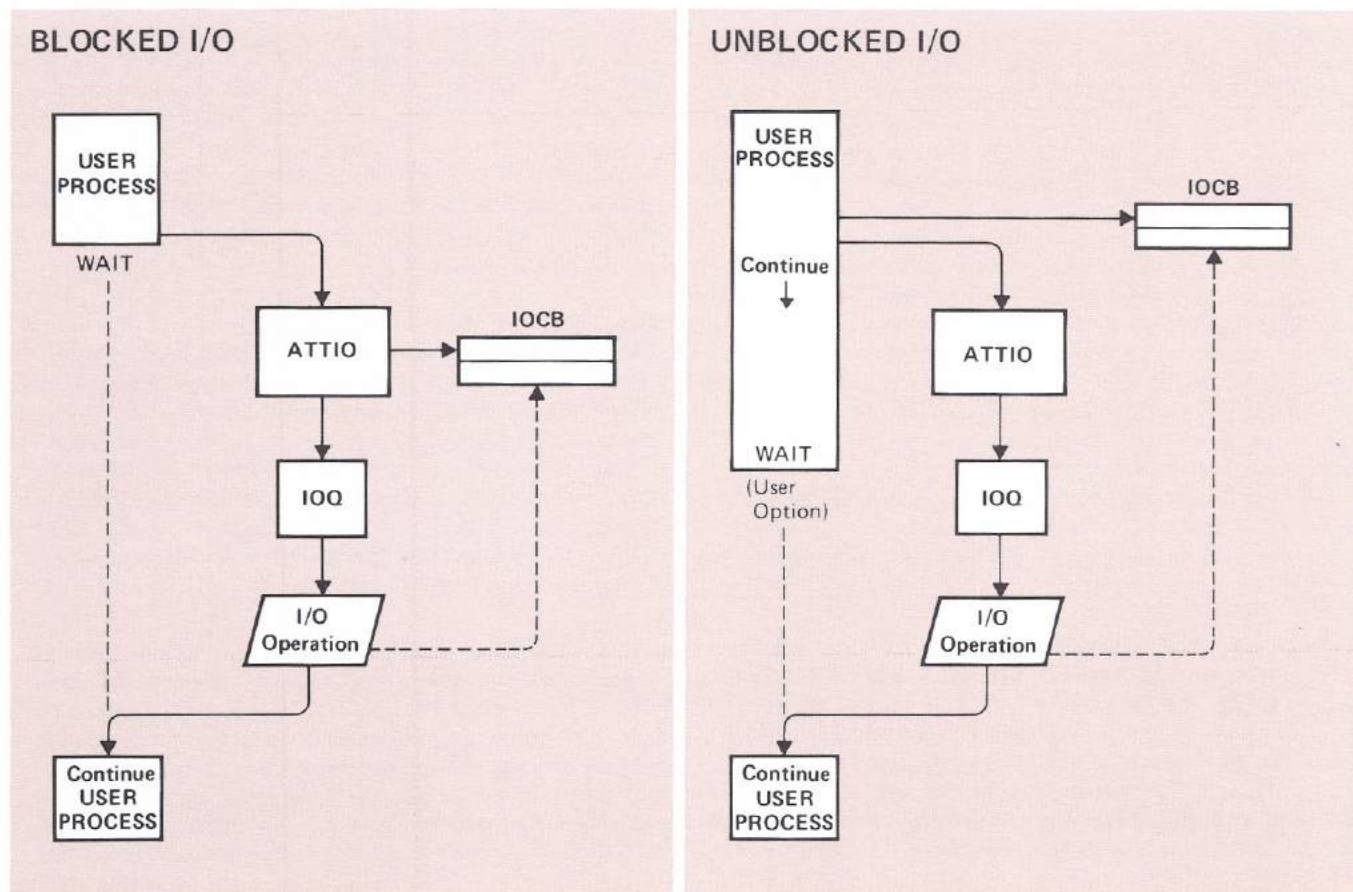 BLOCKED I/O
USER
PROCESS
WAIT
ATTIO
IOCB
IOQ
I/O
Operation
Continue
USER
PROCESS
UNBLOCKED I/O
USER
PROCESS
IOCB
Continue
ATTIO
WAIT
(User
Option)
IOQ
I/O
Operation
Continue
USER
PROCESS